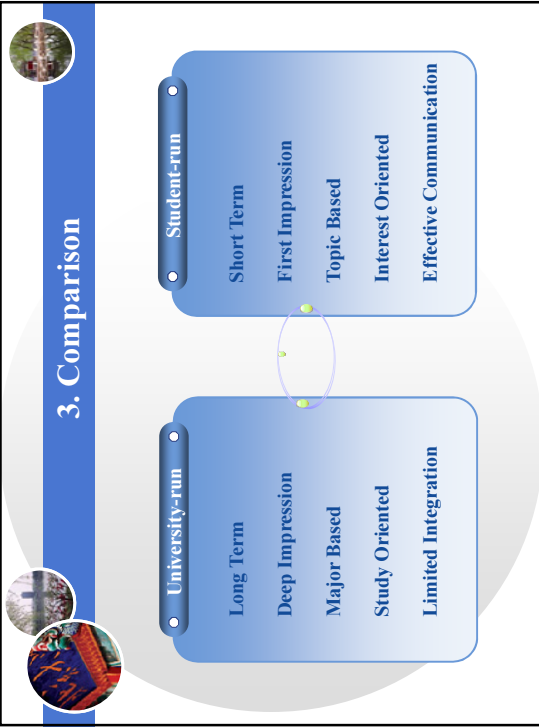 3. Comparison
University-run
Long Term
Deep Impression
Major Based
Study Oriented
Limited Integration
Student-run
Short Term
First Impression
Topic Based
Interest Oriented
Effective Communication